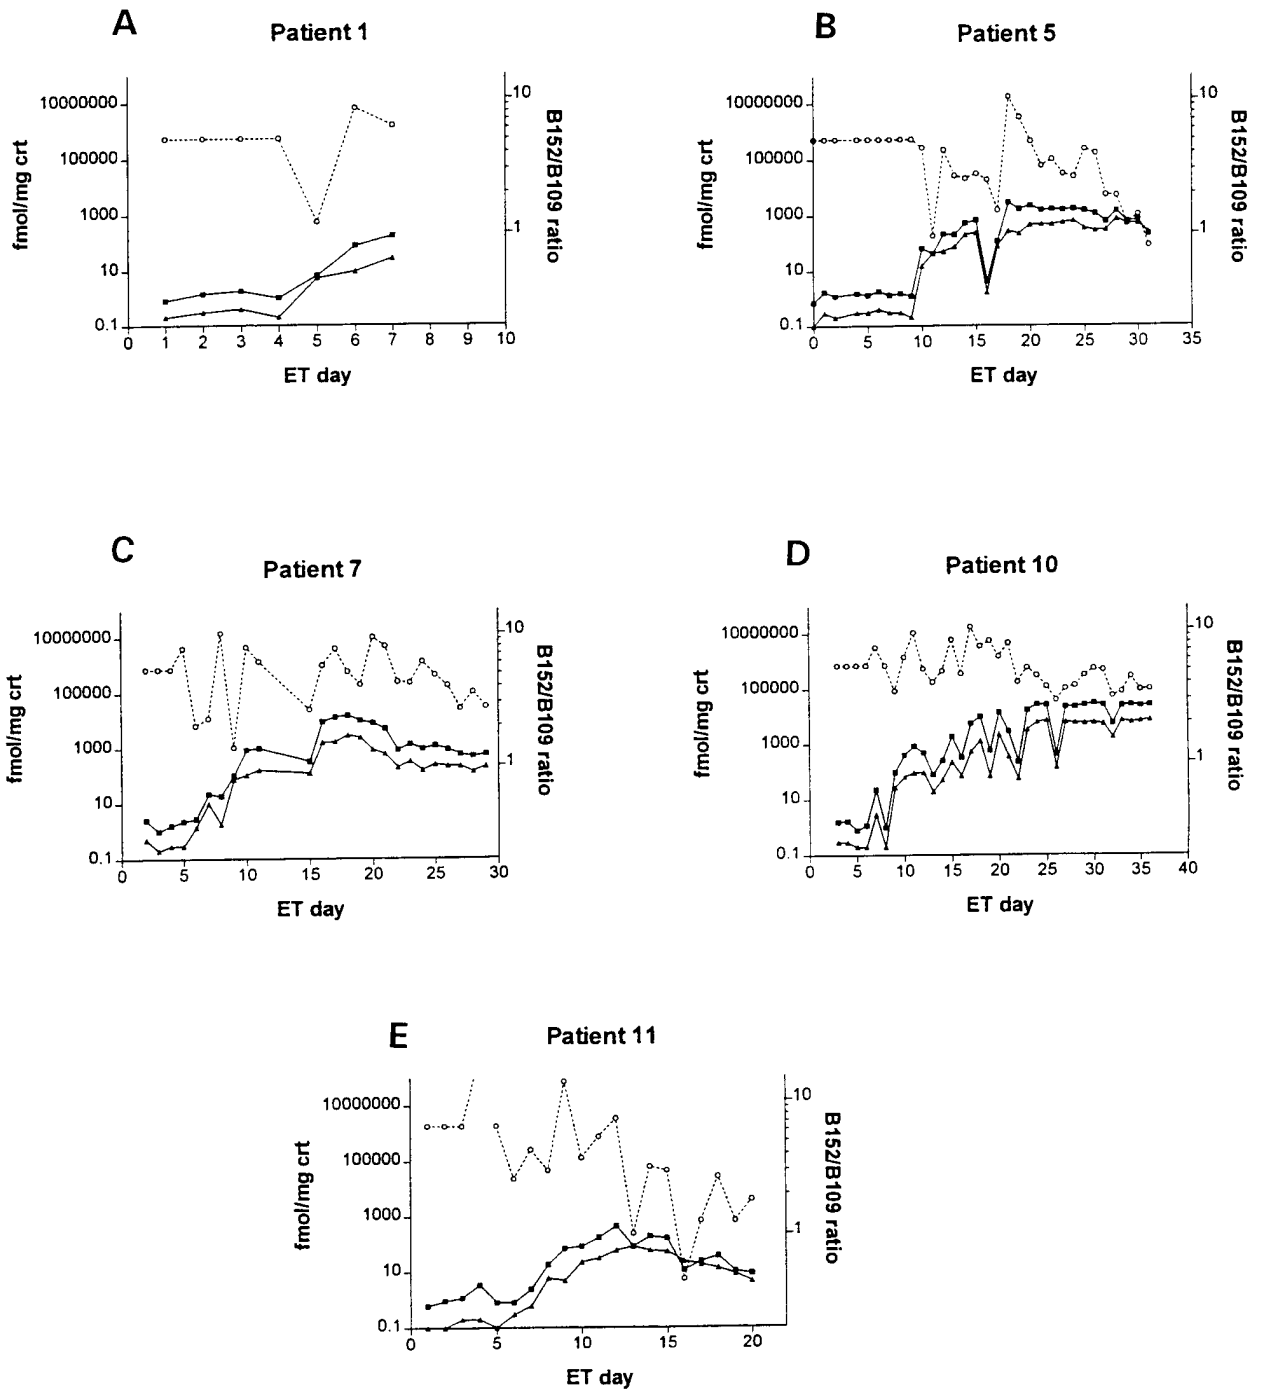 A
Patient 1
fmol/mg crt
10000000
100000
1000
10
0.1
0 1 2 3 4 5 6 7 8 9 10
10
1
B152/B109 ratio
ET day
B
Patient 5
fmol/mg crt
10000000
100000
1000
10
0.1
0 5 10 15 20 25 30 35
10
1
B152/B109 ratio
ET day
C
Patient 7
fmol/mg crt
10000000
100000
1000
10
0.1
0 5 10 15 20 25 30
10
1
B152/B109 ratio
ET day
D
Patient 10
fmol/mg crt
10000000
100000
1000
10
0.1
0 5 10 15 20 25 30 35 40
10
1
B152/B109 ratio
ET day
E
Patient 11
fmol/mg crt
10000000
100000
1000
10
0.1
0 5 10 15 20
10
1
B152/B109 ratio
ET day